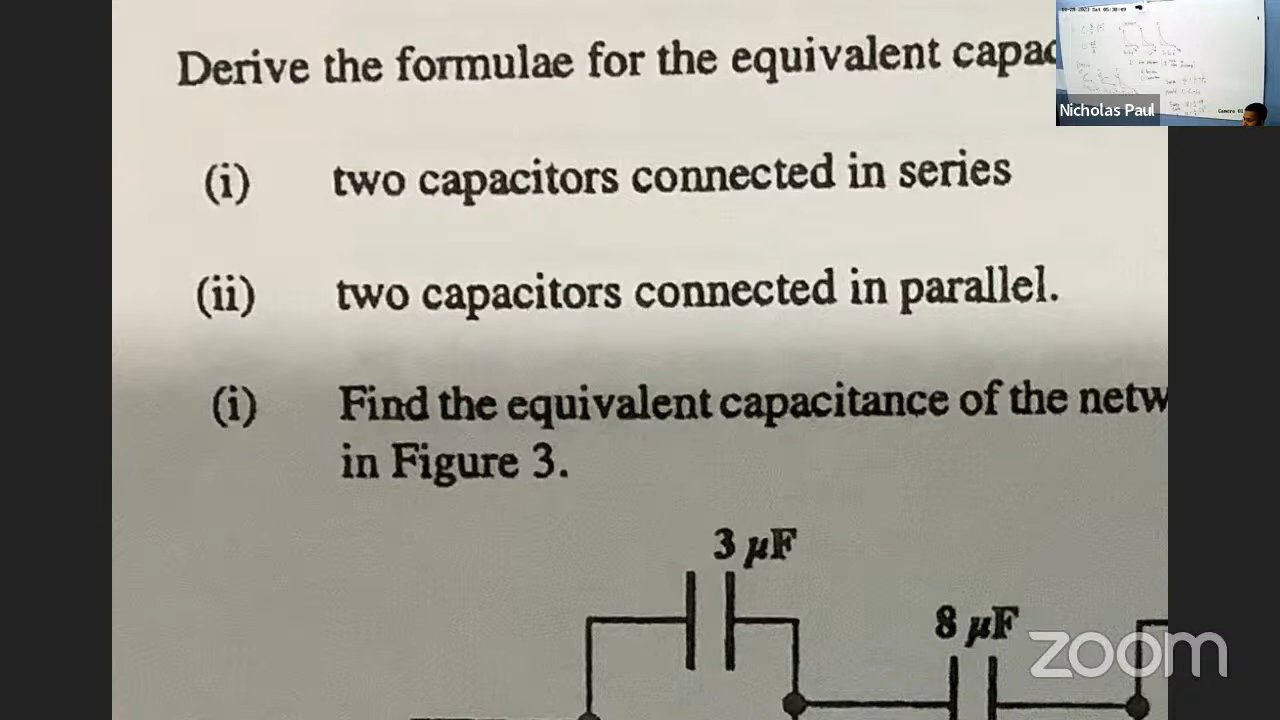 Derive the formulae for the equivalent capac
(i) two capacitors connected in series
(ii) two capacitors connected in parallel.
(i) Find the equivalent capacitance of the netw
in Figure 3.
3 μF
8 μF
zoom
Nicholas Paul